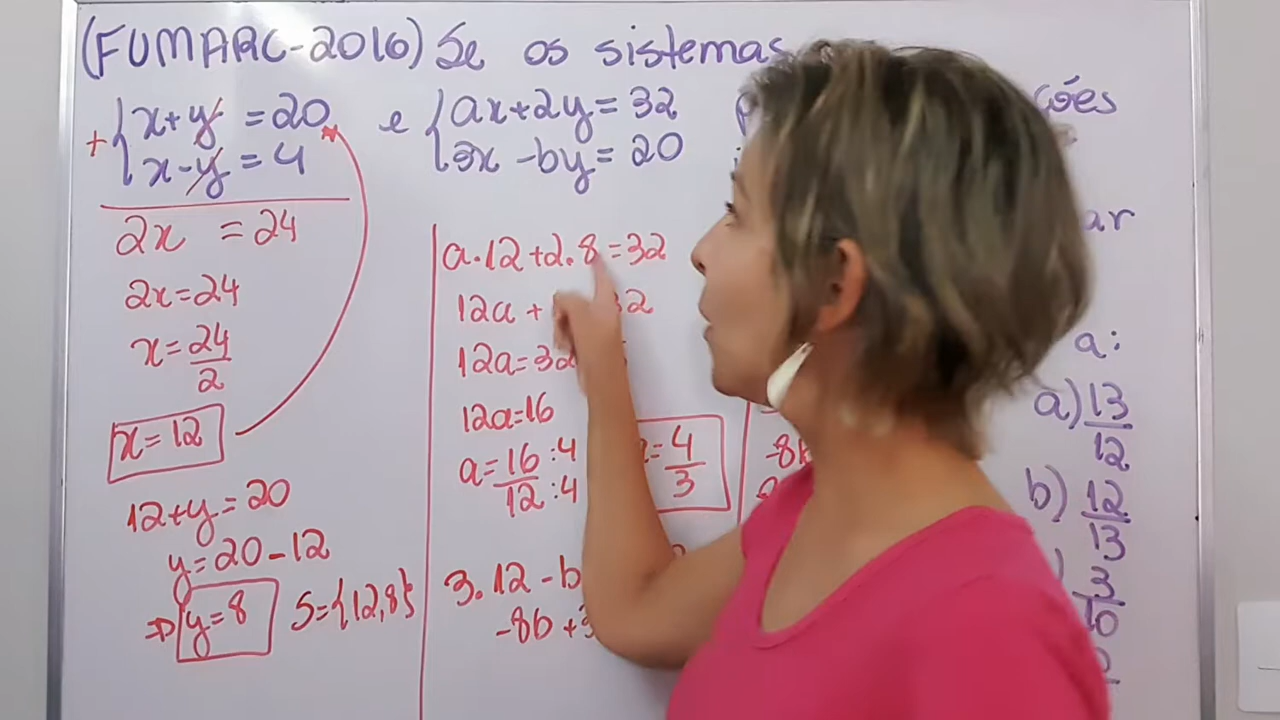 (FUMARC-2016) Se os sistemas
x+y = 20 e ax+2y = 32 ções
+ x-y = 4 3x -by = 20
2x = 24 ar
2x = 24
x = 24/2
x = 12
12+y = 20
y = 20-12
⇒ y = 8 S={12,8}
a.12+2.8=32
12a + 32
12a=32
12a=16
a=16:4/12:4 = 4/3
3.12 - b
-8b +3
-8b
a:
a) 13/12
b) 12/13
10